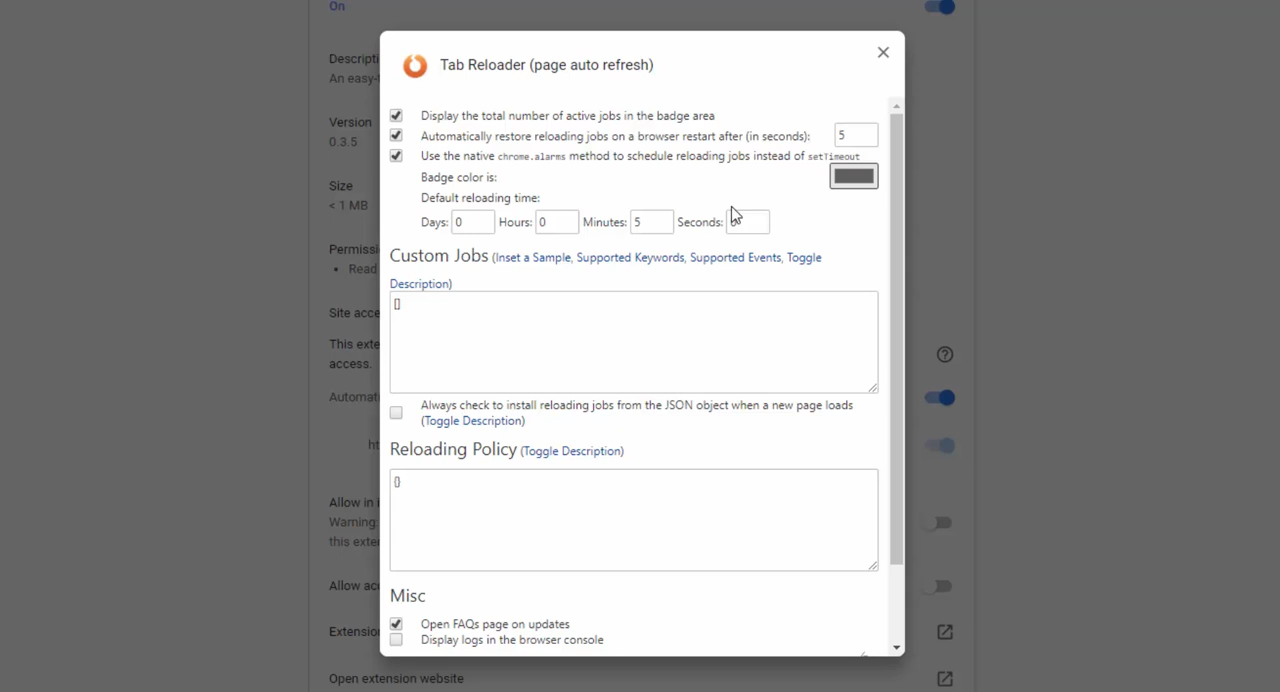 On
Tab Reloader (page auto refresh)
Descripti
An easy-t
Display the total number of active jobs in the badge area
Version
Automatically restore reloading jobs on a browser restart after (in seconds): 5
0.3.5
Use the native chrome.alarms method to schedule reloading jobs instead of setTimeout
Badge color is:
Size
Default reloading time:
< 1 MB
Days: 0 Hours: 0 Minutes: 5 Seconds:
Permissi
Custom Jobs (Inset a Sample, Supported Keywords, Supported Events, Toggle
• Read
Description)
[]
Site acce
This exte
access.
Automat
Always check to install reloading jobs from the JSON object when a new page loads
(Toggle Description)
ht
Reloading Policy (Toggle Description)
{}
Allow in i
Warning:
this exter
Allow acc
Misc
Open FAQs page on updates
Extension
Display logs in the browser console
Open extension website